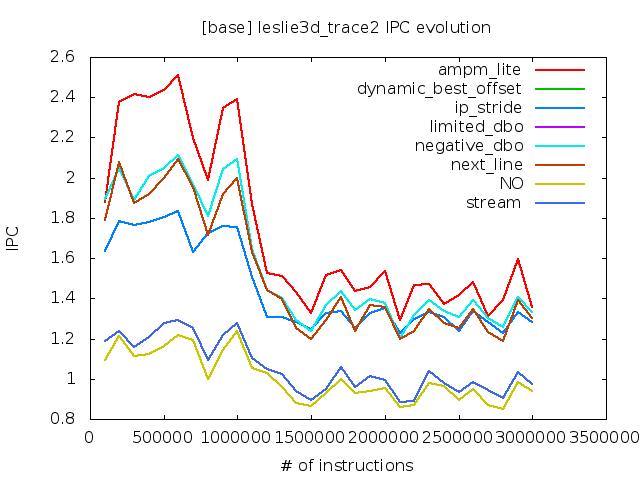 [base] leslie3d_trace2 IPC evolution
2.6
2.4
2.2
2
1.8
1.6
1.4
1.2
1
0.8
IPC
ampm_lite
dynamic_best_offset
ip_stride
limited_dbo
negative_dbo
next_line
NO
stream
0 500000 1000000 1500000 2000000 2500000 3000000 3500000
# of instructions